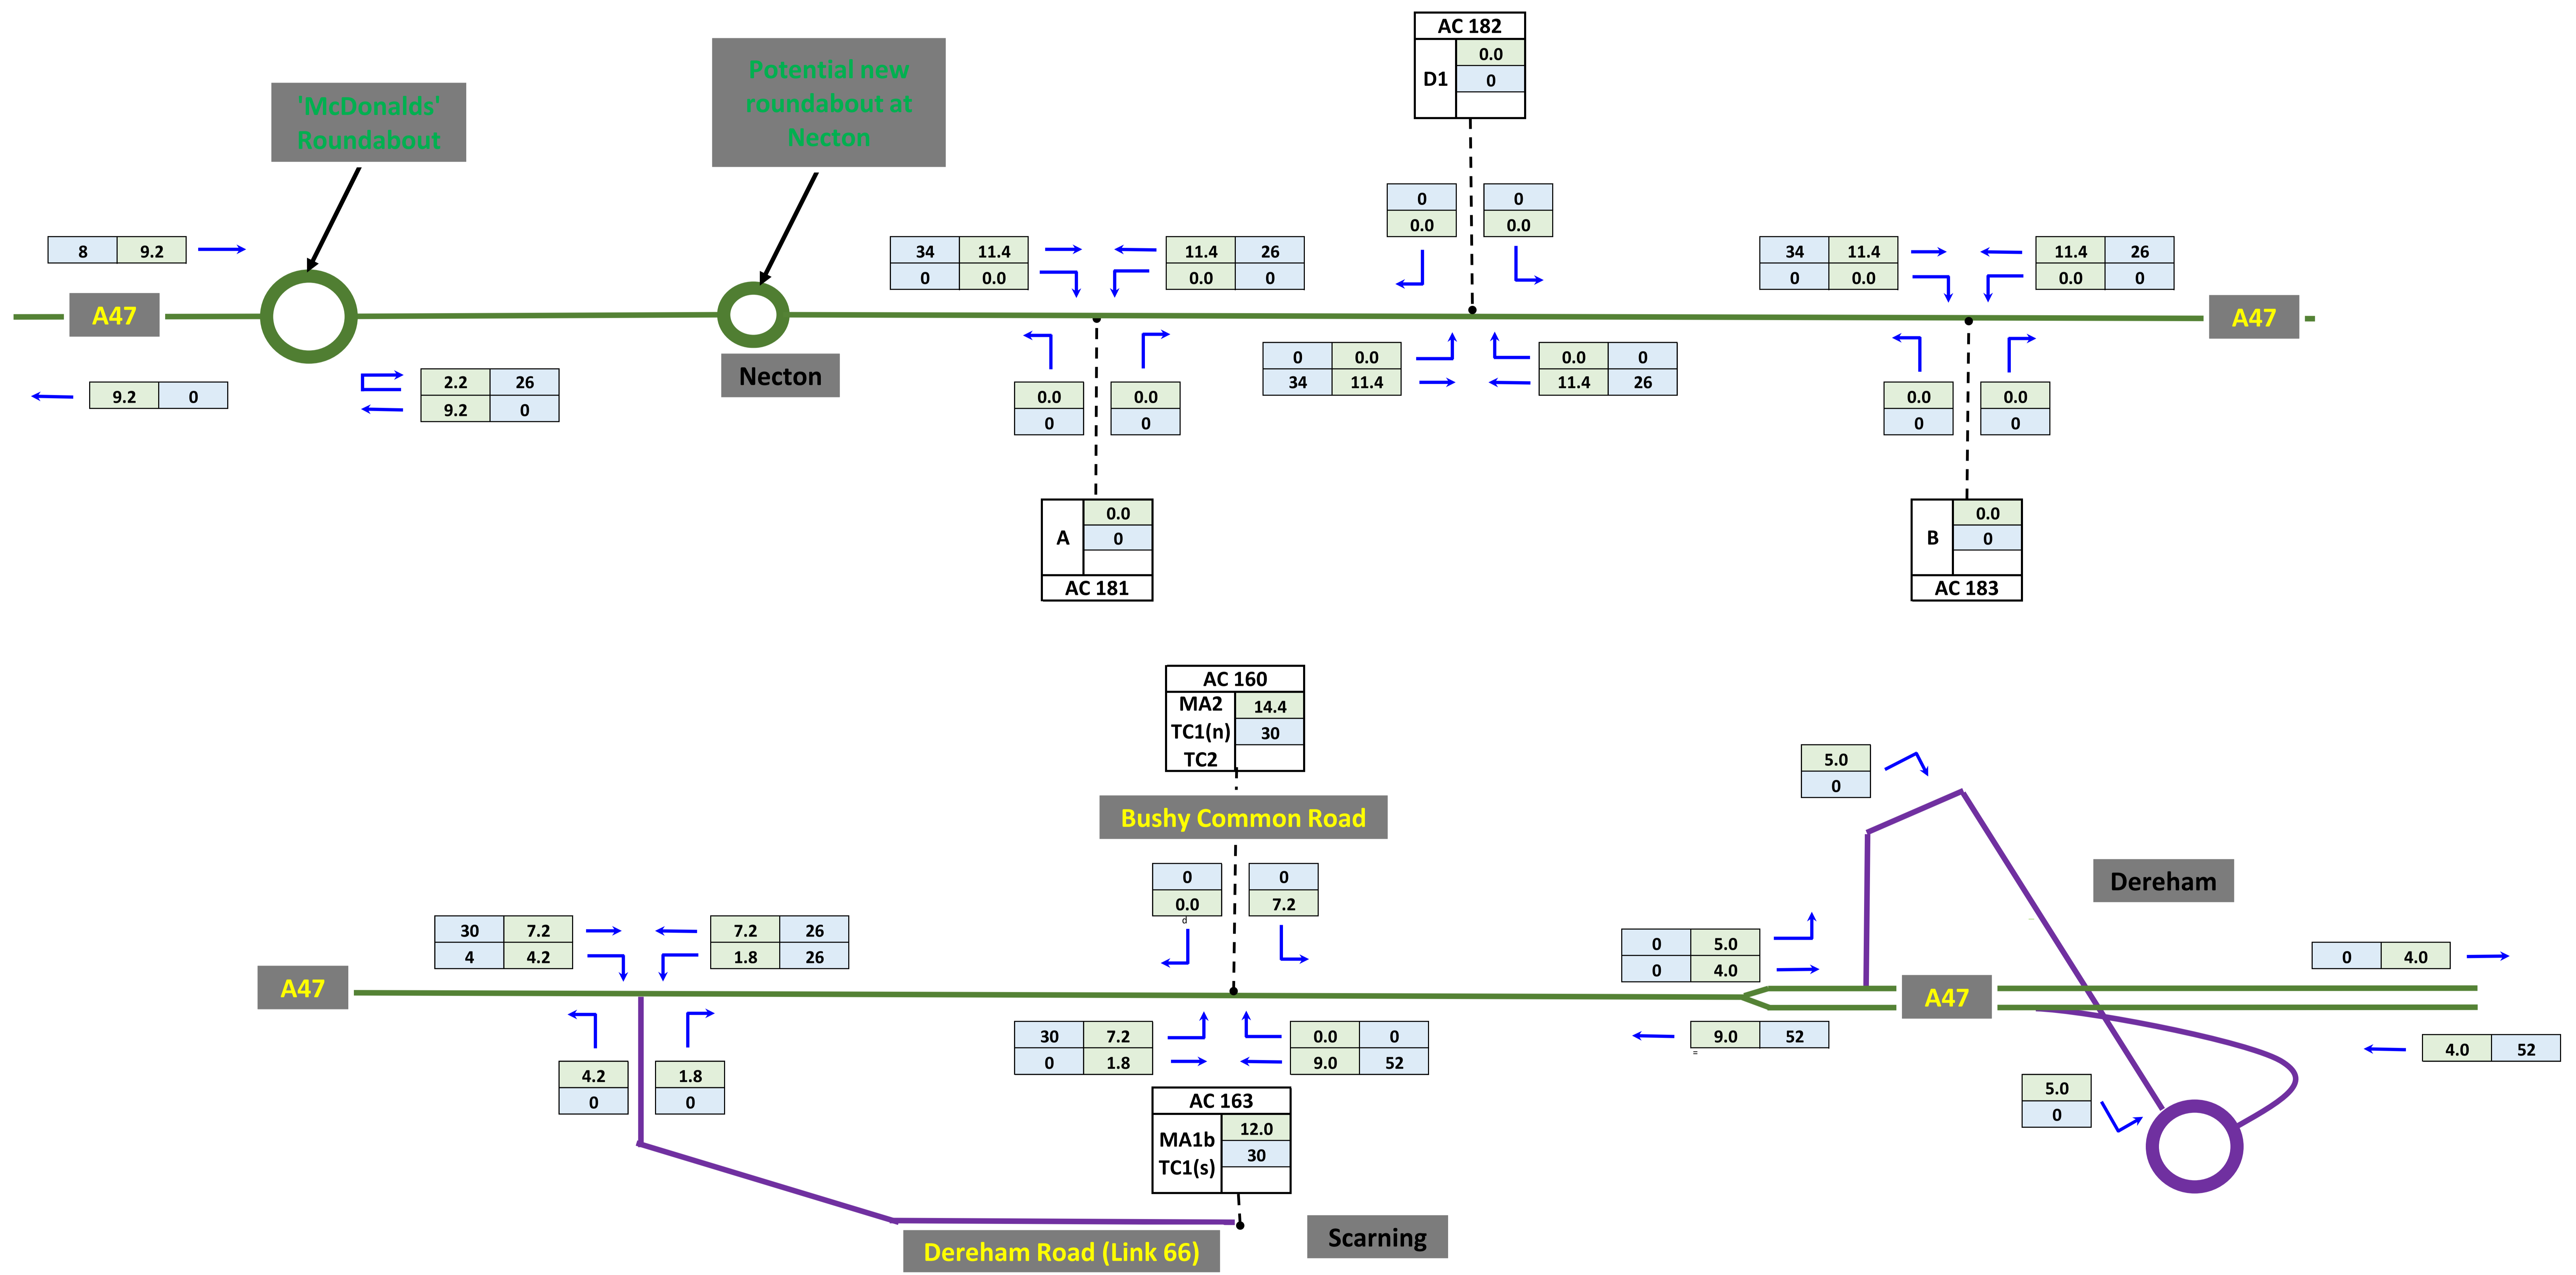 AC 182
0.0
D1
0
'McDonalds'
Roundabout
Potential new
roundabout at
Necton
0
0
0.0
0.0
8 9.2
34 11.4
0 0.0
11.4 26
0.0 0
34 11.4
0 0.0
11.4 26
0.0 0
A47
A47
0 0.0
34 11.4
0.0 0
11.4 26
Necton
9.2 0
2.2 26
9.2 0
0.0
0
0.0
0
0.0
0
0.0
0
0.0
A
0
AC 181
0.0
B
0
AC 183
AC 160
MA2
14.4
TC1(n)
30
TC2
5.0
0
Bushy Common Road
0
0.0
d
0
7.2
Dereham
30 7.2
4 4.2
7.2 26
1.8 26
0 5.0
0 4.0
0 4.0
A47
A47
30 7.2
0 1.8
0.0 0
9.0 52
9.0 52
=
4.0 52
4.2
0
1.8
0
5.0
0
AC 163
12.0
MA1b
30
TC1(s)
Scarning
Dereham Road (Link 66)